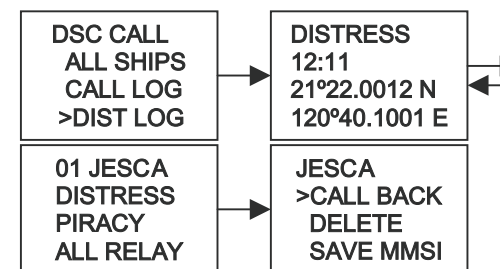 DSC CALL
ALL SHIPS
CALL LOG
>DIST LOG
DISTRESS
12:11
21º22.0012 N
120º40.1001 E
01 JESCA
DISTRESS
PIRACY
ALL RELAY
JESCA
>CALL BACK
DELETE
SAVE MMSI